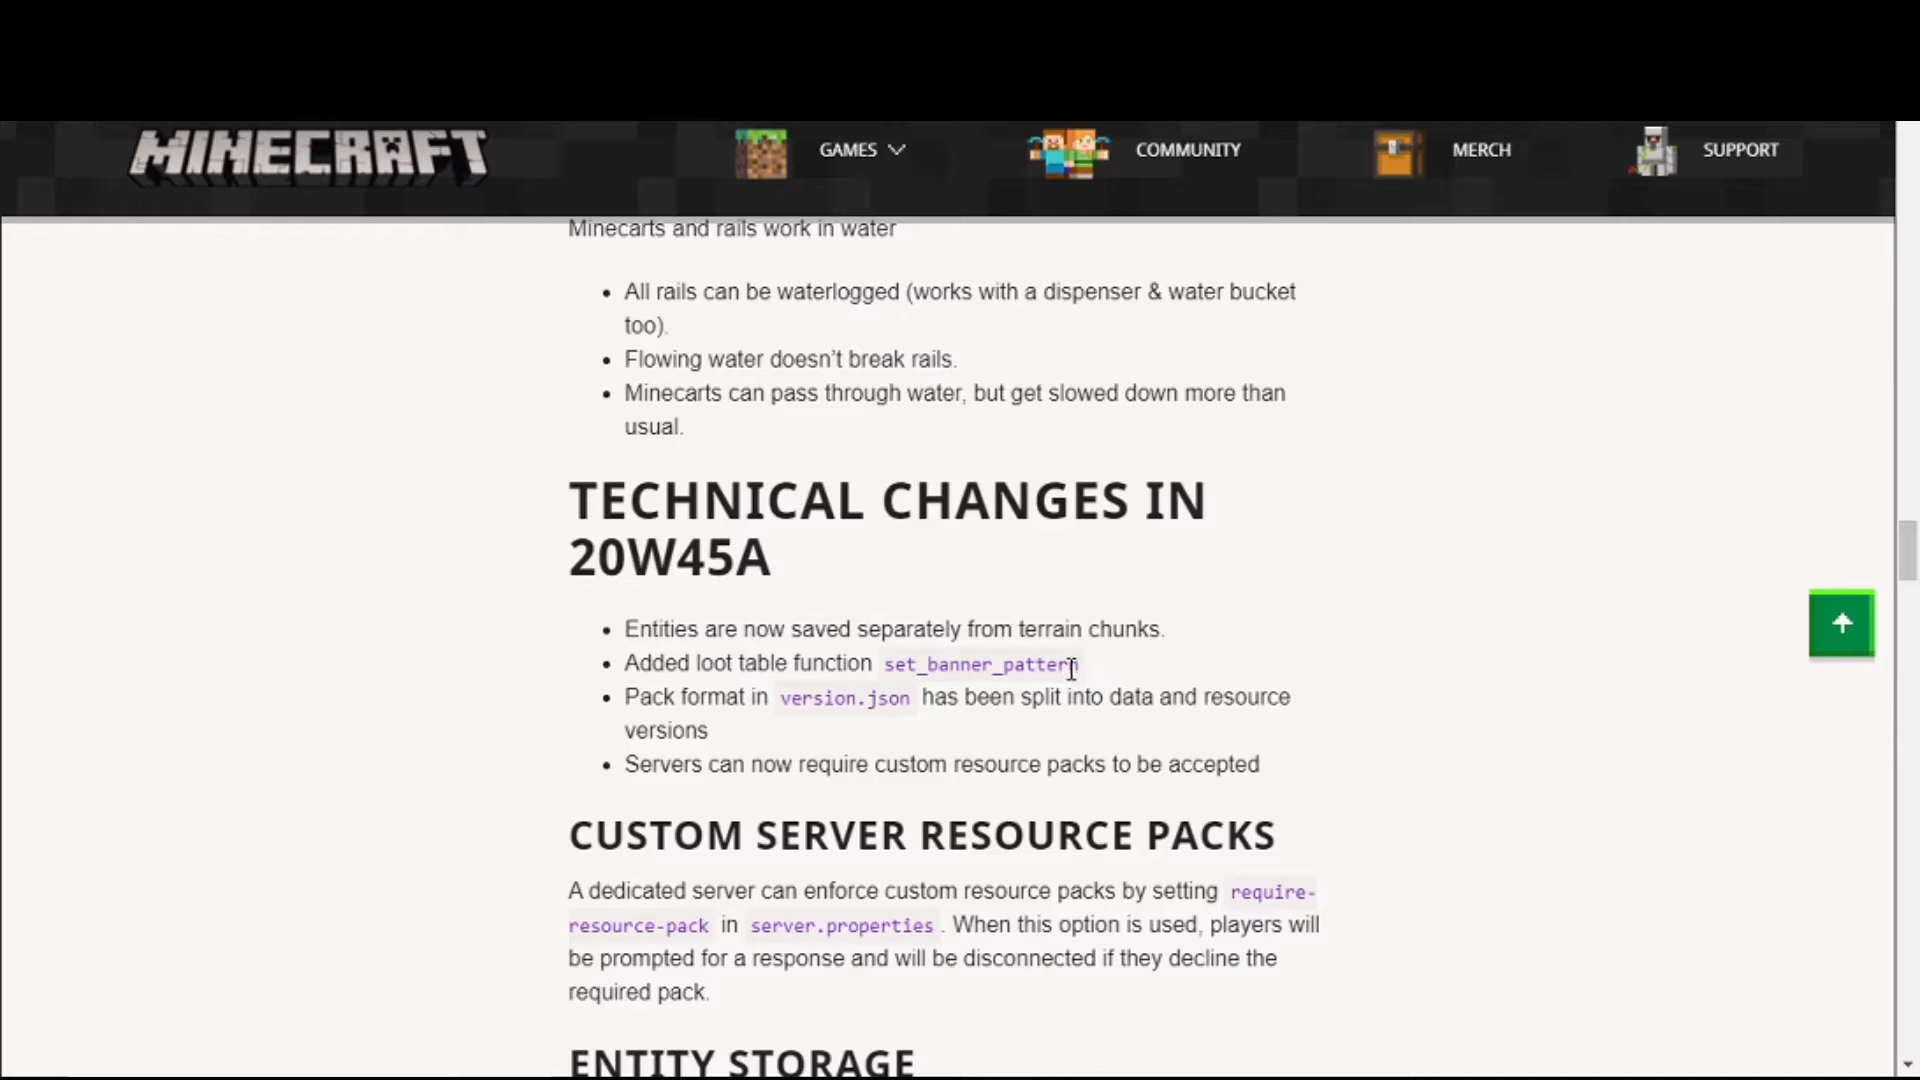 MINECRAFT
GAMES
COMMUNITY
MERCH
SUPPORT
Minecarts and rails work in water
• All rails can be waterlogged (works with a dispenser & water bucket
too).
• Flowing water doesn’t break rails.
• Minecarts can pass through water, but get slowed down more than
usual.
TECHNICAL CHANGES IN
20W45A
• Entities are now saved separately from terrain chunks.
• Added loot table function set_banner_pattern
• Pack format in version.json has been split into data and resource
versions
• Servers can now require custom resource packs to be accepted
CUSTOM SERVER RESOURCE PACKS
A dedicated server can enforce custom resource packs by setting require-
resource-pack in server.properties. When this option is used, players will
be prompted for a response and will be disconnected if they decline the
required pack.
ENTITY STORAGE